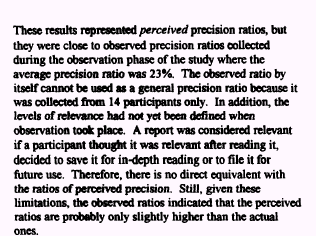 These results represented perceived precision ratios, but
they were close to observed precision ratios collected
during the observation phase of the study where the
average precision ratio was 23%. The observed ratio by
itself cannot be used as a general precision ratio because it
was collected from 14 participants only. In addition, the
levels of relevance had not yet been defined when
observation took place. A report was considered relevant
if a participant thought it was relevant after reading it,
decided to save it for in-depth reading or to file it for
future use. Therefore, there is no direct equivalent with
the ratios of perceived precision. Still, given these
limitations, the observed ratios indicated that the perceived
ratios are probably only slightly higher than the actual
ones.